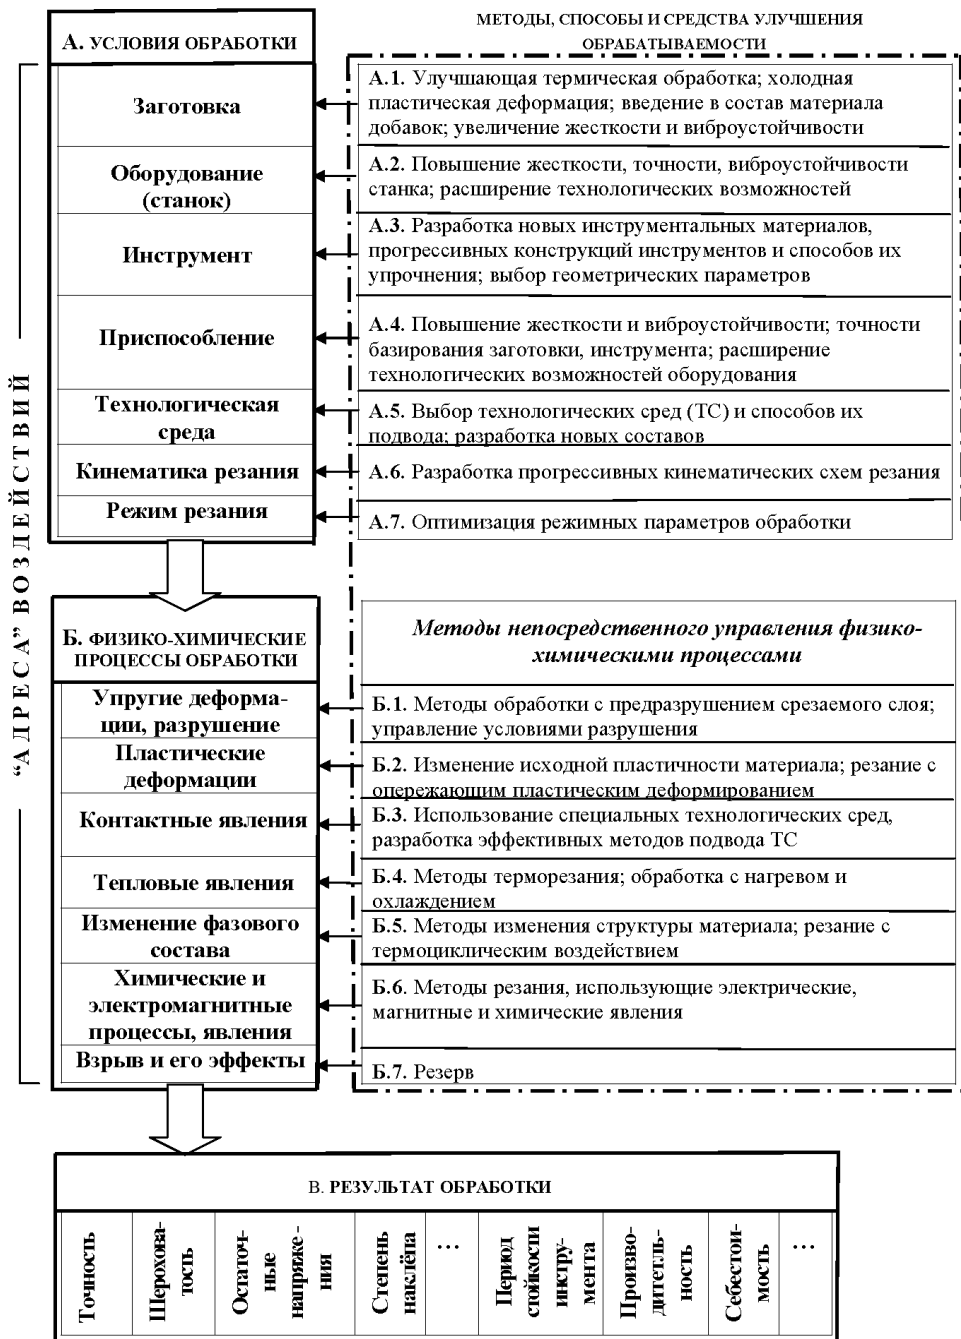 А. УСЛОВИЯ ОБРАБОТКИ
МЕТОДЫ, СПОСОБЫ И СРЕДСТВА УЛУЧШЕНИЯ
ОБРАБАТЫВАЕМОСТИ
“АДРЕСА” ВОЗДЕЙСТВИЙ
Заготовка
А.1. Улучшающая термическая обработка; холодная
пластическая деформация; введение в состав материала
добавок; увеличение жесткости и виброустойчивости
Оборудование
(станок)
А.2. Повышение жесткости, точности, виброустойчивости
станка; расширение технологических возможностей
Инструмент
А.3. Разработка новых инструментальных материалов,
прогрессивных конструкций инструментов и способов их
упрочнения; выбор геометрических параметров
Приспособление
А.4. Повышение жесткости и виброустойчивости; точности
базирования заготовки, инструмента; расширение
технологических возможностей оборудования
Технологическая
среда
А.5. Выбор технологических сред (ТС) и способов их
подвода; разработка новых составов
Кинематика резания
А.6. Разработка прогрессивных кинематических схем резания
Режим резания
А.7. Оптимизация режимных параметров обработки
Б. ФИЗИКО-ХИМИЧЕСКИЕ
ПРОЦЕССЫ ОБРАБОТКИ
Методы непосредственного управления физико-
химическими процессами
Упругие деформа-
ции, разрушение
Б.1. Методы обработки с предразрушением срезаемого слоя;
управление условиями разрушения
Пластические
деформации
Б.2. Изменение исходной пластичности материала; резание с
опережающим пластическим деформированием
Контактные явления
Б.3. Использование специальных технологических сред,
разработка эффективных методов подвода ТС
Тепловые явления
Б.4. Методы терморезания; обработка с нагревом и
охлаждением
Изменение фазового
состава
Б.5. Методы изменения структуры материала; резание с
термоциклическим воздействием
Химические и
электромагнитные
процессы, явления
Б.6. Методы резания, использующие электрические,
магнитные и химические явления
Взрыв и его эффекты
Б.7. Резерв
В. РЕЗУЛЬТАТ ОБРАБОТКИ
Точность
Шерохова-
тость
Остаточ-
ные
напряже-
ния
Степень
наклёпа
...
Период
стойкости
инстру-
мента
Произво-
дитетль-
ность
Себестои-
мость
...